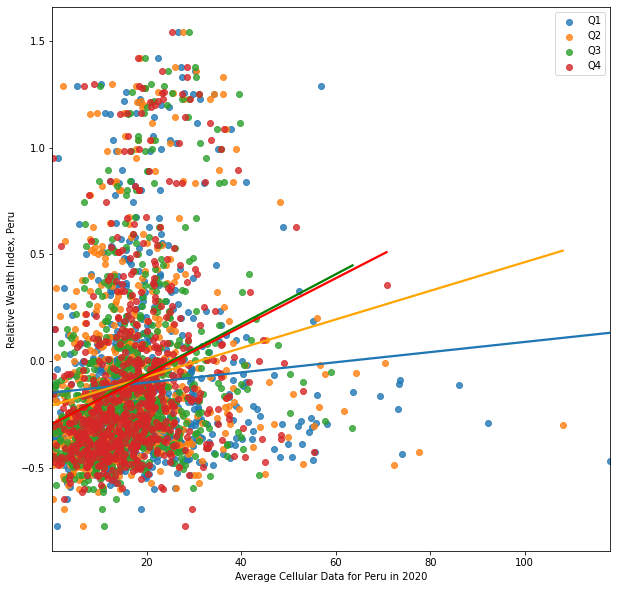 Q1
Q2
Q3
Q4
1.5
1.0
0.5
0.0
−0.5
Relative Wealth Index, Peru
20 40 60 80 100
Average Cellular Data for Peru in 2020